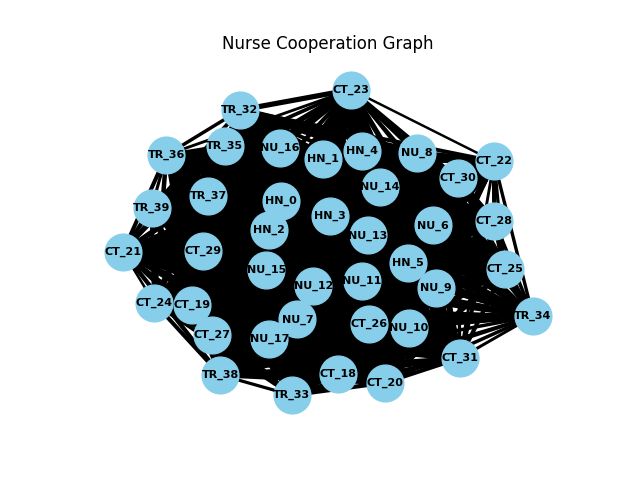 Nurse Cooperation Graph
CT_23
TR_32
TR_35
NU_16
HN_4
NU_8
TR_36
HN_1
CT_22
CT_30
NU_14
TR_37
HN_0
TR_39
HN_3
CT_28
NU_6
HN_2
NU_13
CT_21
CT_29
HN_5
NU_15
CT_25
NU_11
NU_12
NU_9
CT_24
CT_19
TR_34
NU_7
CT_26
NU_10
CT_27
NU_17
CT_31
TR_38
CT_18
CT_20
TR_33